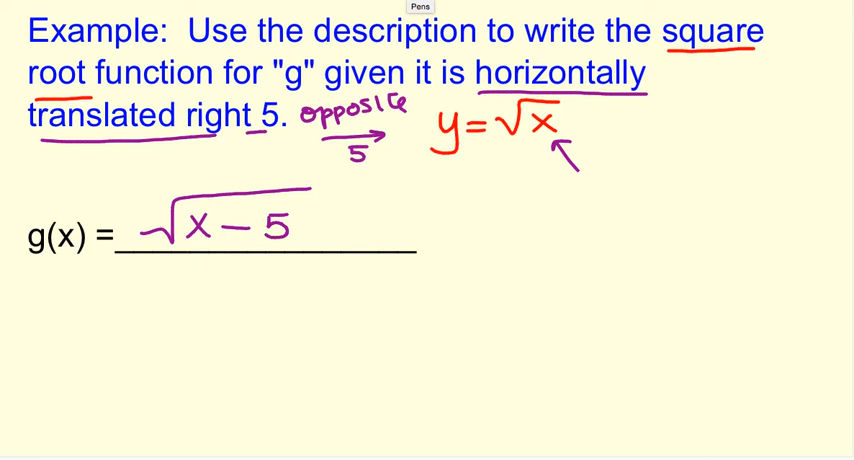 Pens
Example: Use the description to write the square
root function for "g" given it is horizontally
translated right 5. opposite
5
y = √x
g(x) = √x - 5